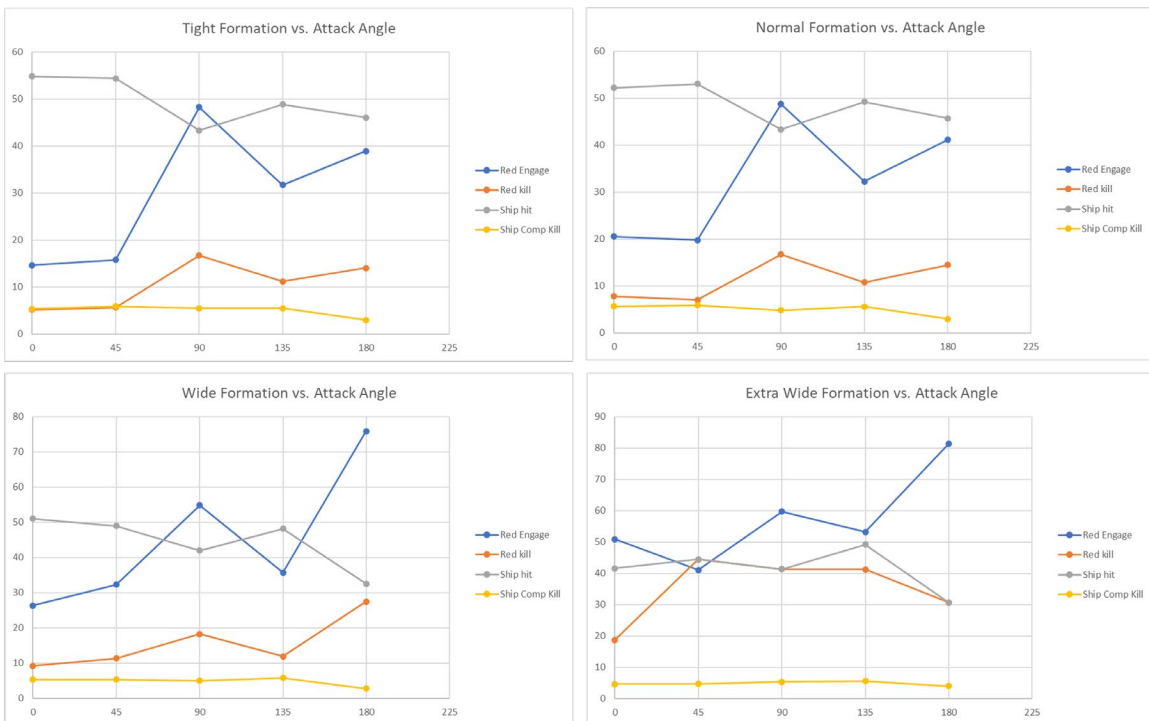 Tight Formation vs. Attack Angle
60
50
40
30
20
10
0
0 45 90 135 180 225
Red Engage
Red kill
Ship hit
Ship Comp Kill
Normal Formation vs. Attack Angle
60
50
40
30
20
10
0
0 45 90 135 180 225
Red Engage
Red kill
Ship hit
Ship Comp Kill
Wide Formation vs. Attack Angle
80
70
60
50
40
30
20
10
0
0 45 90 135 180 225
Red Engage
Red kill
Ship hit
Ship Comp Kill
Extra Wide Formation vs. Attack Angle
90
80
70
60
50
40
30
20
10
0
0 45 90 135 180 225
Red Engage
Red kill
Ship hit
Ship Comp Kill